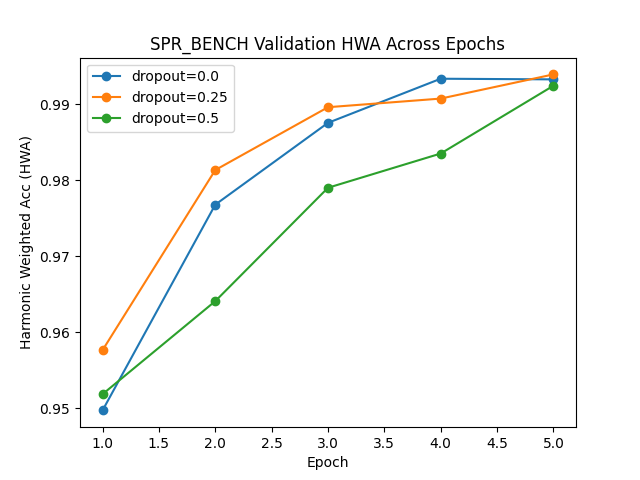 SPR_BENCH Validation HWA Across Epochs
dropout=0.0
dropout=0.25
dropout=0.5
Harmonic Weighted Acc (HWA)
0.99
0.98
0.97
0.96
0.95
1.0 1.5 2.0 2.5 3.0 3.5 4.0 4.5 5.0
Epoch